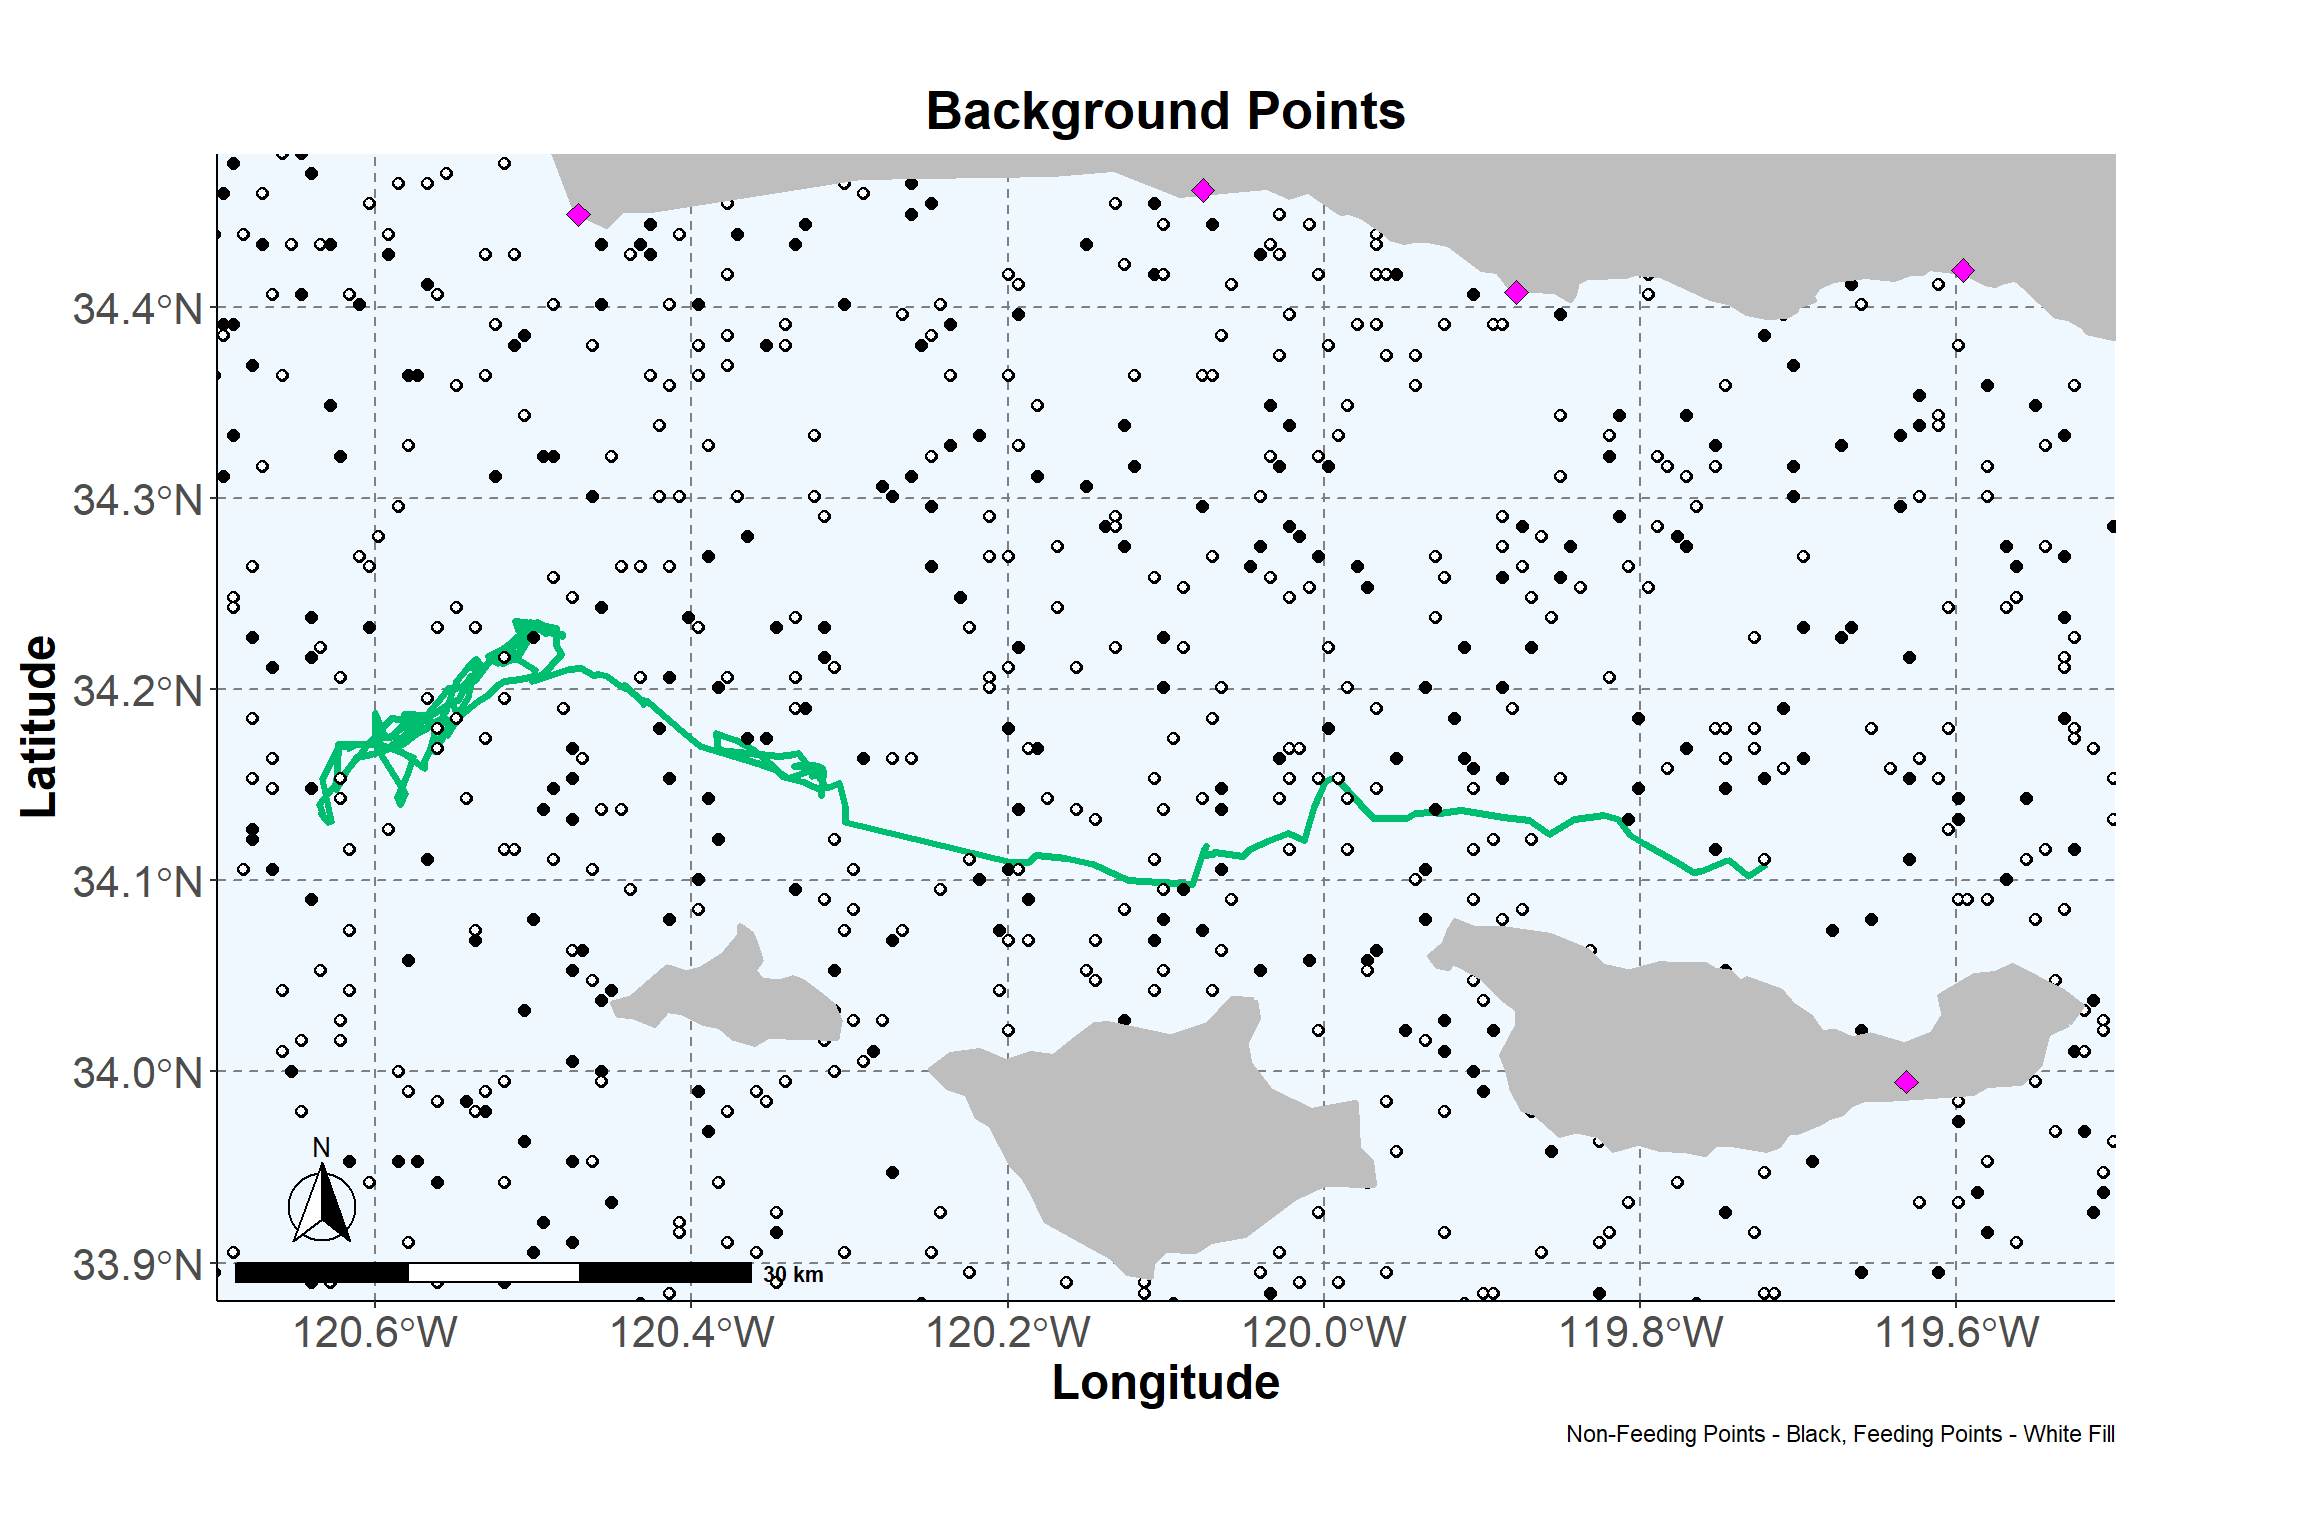 Background Points
34.4°N
34.3°N
34.2°N
34.1°N
34.0°N
33.9°N
Latitude
N
30 km
120.6°W 120.4°W 120.2°W 120.0°W 119.8°W 119.6°W
Longitude
Non-Feeding Points - Black, Feeding Points - White Fill